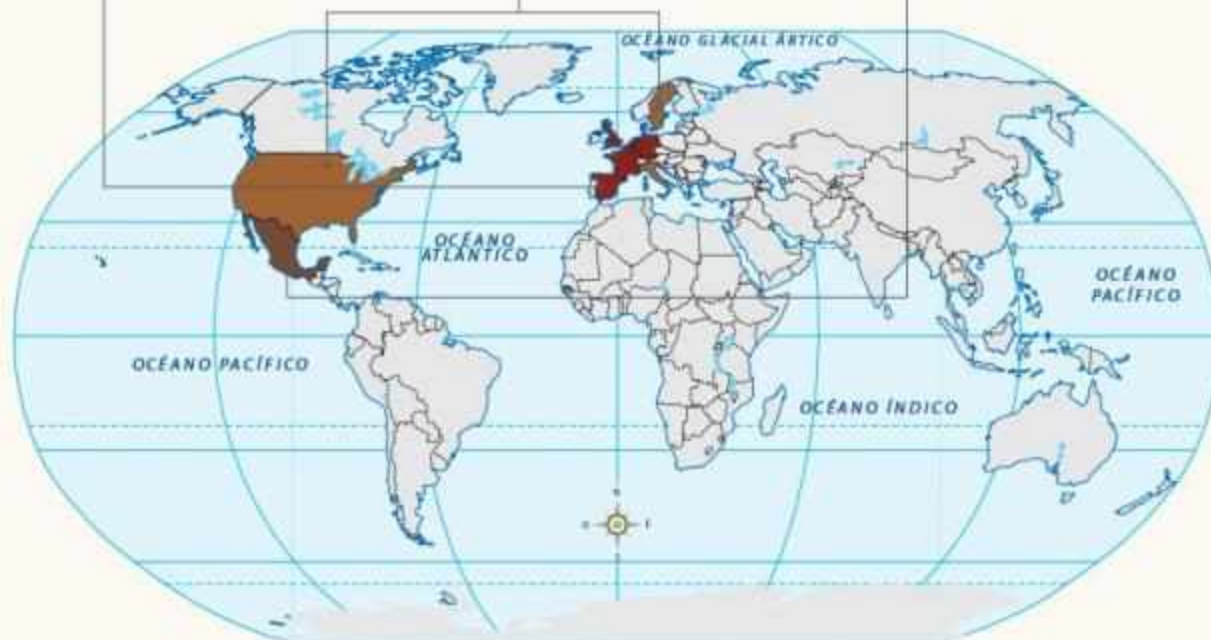 OCÉANO GLACIAL ÁRTICO
OCÉANO
ATLÁNTICO
OCÉANO
PACÍFICO
OCÉANO PACÍFICO
OCÉANO ÍNDICO